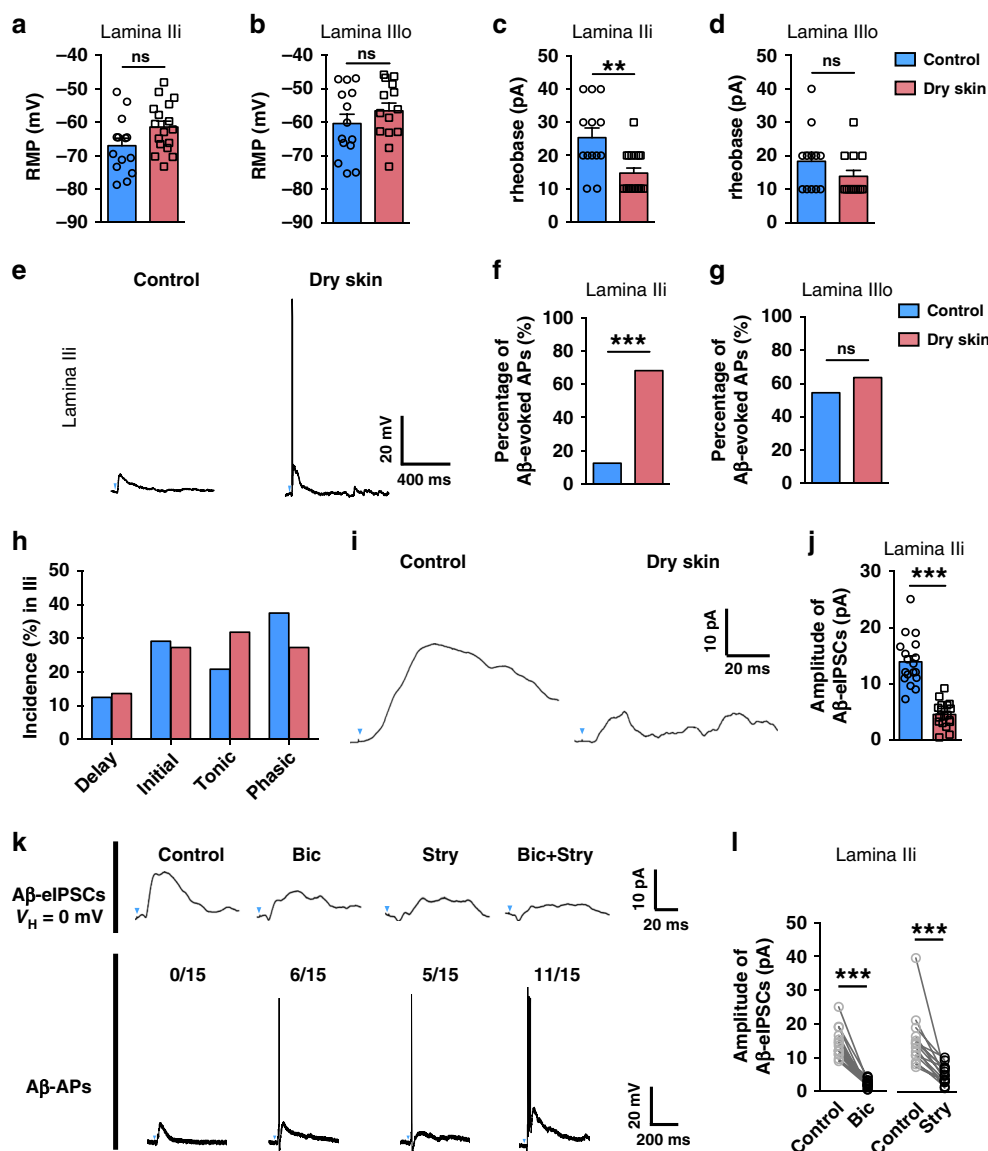 a
Lamina IIi
ns
RMP (mV)
−40
−50
−60
−70
−80
−90
b
Lamina IIIo
ns
RMP (mV)
−40
−50
−60
−70
−80
−90
c
Lamina IIi
**
rheobase (pA)
50
40
30
20
10
0
d
Lamina IIIo
ns
rheobase (pA)
50
40
30
20
10
0
Control
Dry skin
e
Control
Dry skin
Lamina IIi
20 mV
400 ms
f
Lamina IIi
***
Percentage of
Aβ-evoked APs (%)
100
80
60
40
20
0
g
Lamina IIIo
ns
Percentage of
Aβ-evoked APs (%)
100
80
60
40
20
0
Control
Dry skin
h
Incidence (%) in IIi
50
40
30
20
10
0
Delay
Initial
Tonic
Phasic
i
Control
Dry skin
10 pA
20 ms
j
Lamina IIi
***
Amplitude of
Aβ-eIPSCs (pA)
30
20
10
0
k
Control
Bic
Stry
Bic+Stry
Aβ-eIPSCs
VH = 0 mV
10 pA
20 ms
0/15
6/15
5/15
11/15
Aβ-APs
20 mV
200 ms
l
Lamina IIi
***
***
Amplitude of
Aβ-eIPSCs (pA)
50
40
30
20
10
0
Control
Bic
Control
Stry